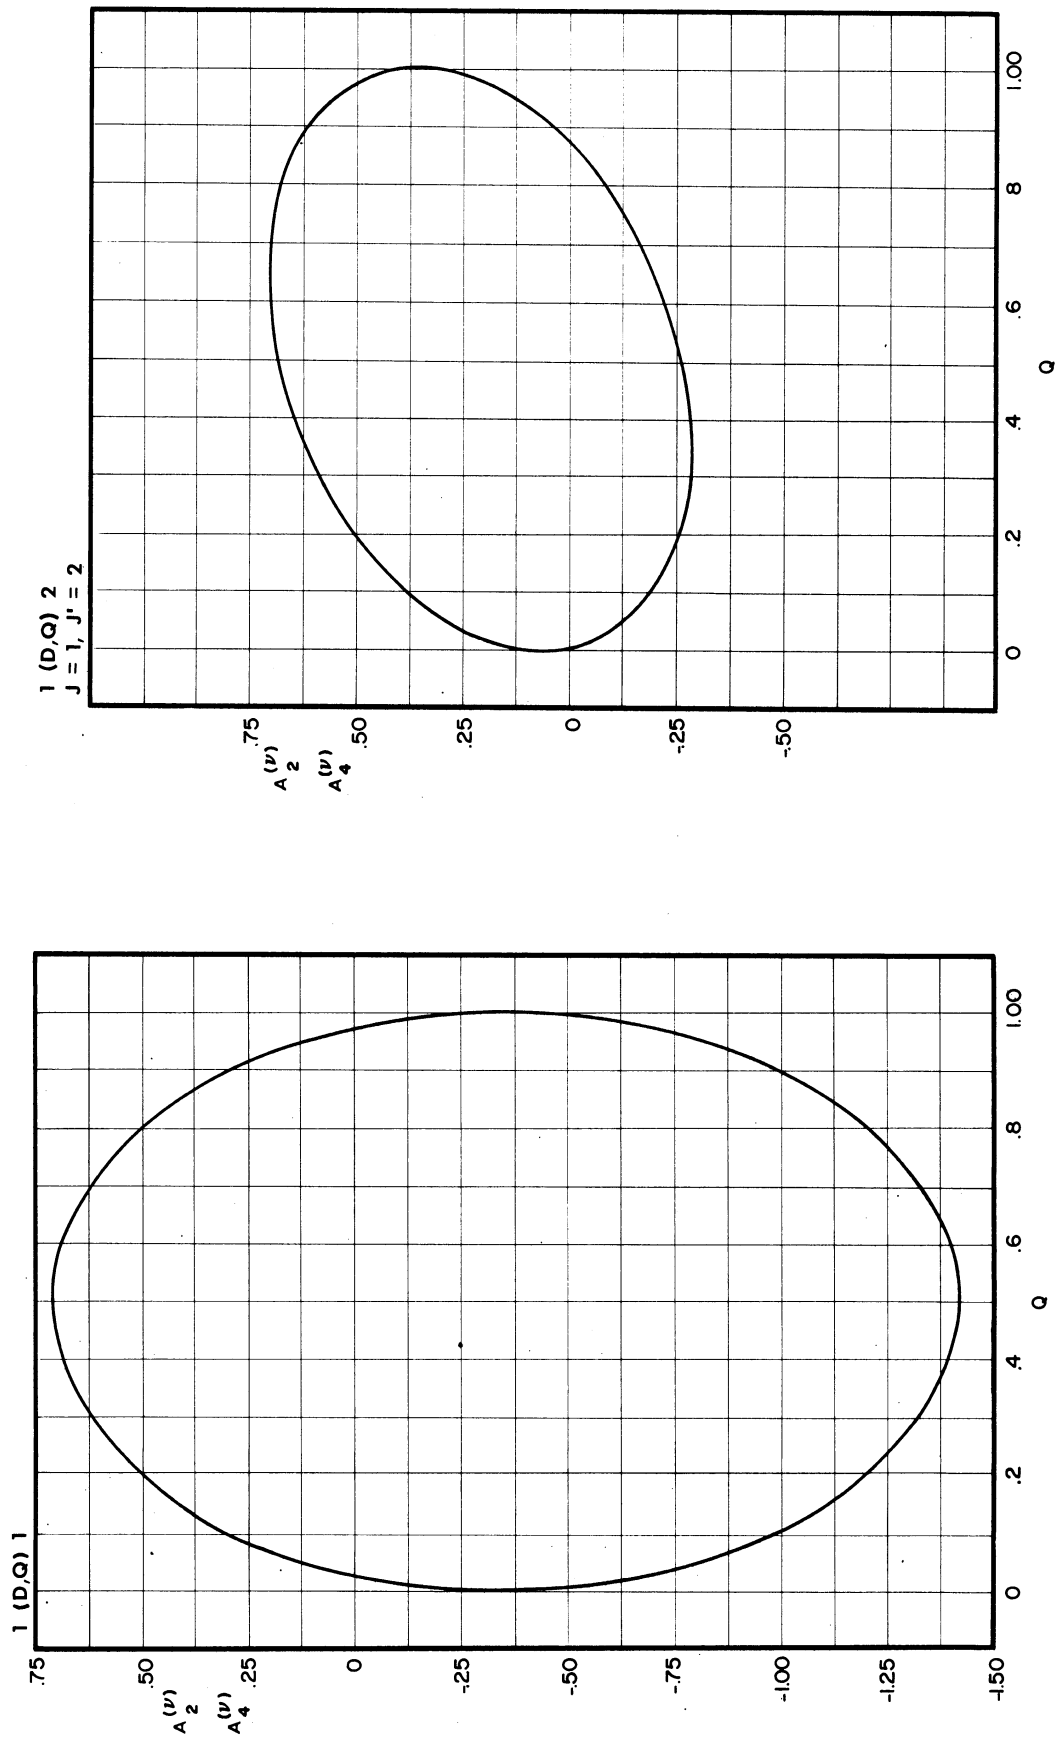 1 (D,Q) 1
.75
.50
.25
0
-.25
-.50
-.75
-1.00
-1.25
-1.50
A₂⁽ᵛ⁾
A₄⁽ᵛ⁾
0 .2 .4 .6 .8 1.00
Q
1 (D,Q) 2
J = 1, J' = 2
.75
.50
.25
0
-.25
-.50
A₂⁽ᵛ⁾
A₄⁽ᵛ⁾
0 .2 .4 .6 .8 1.00
Q